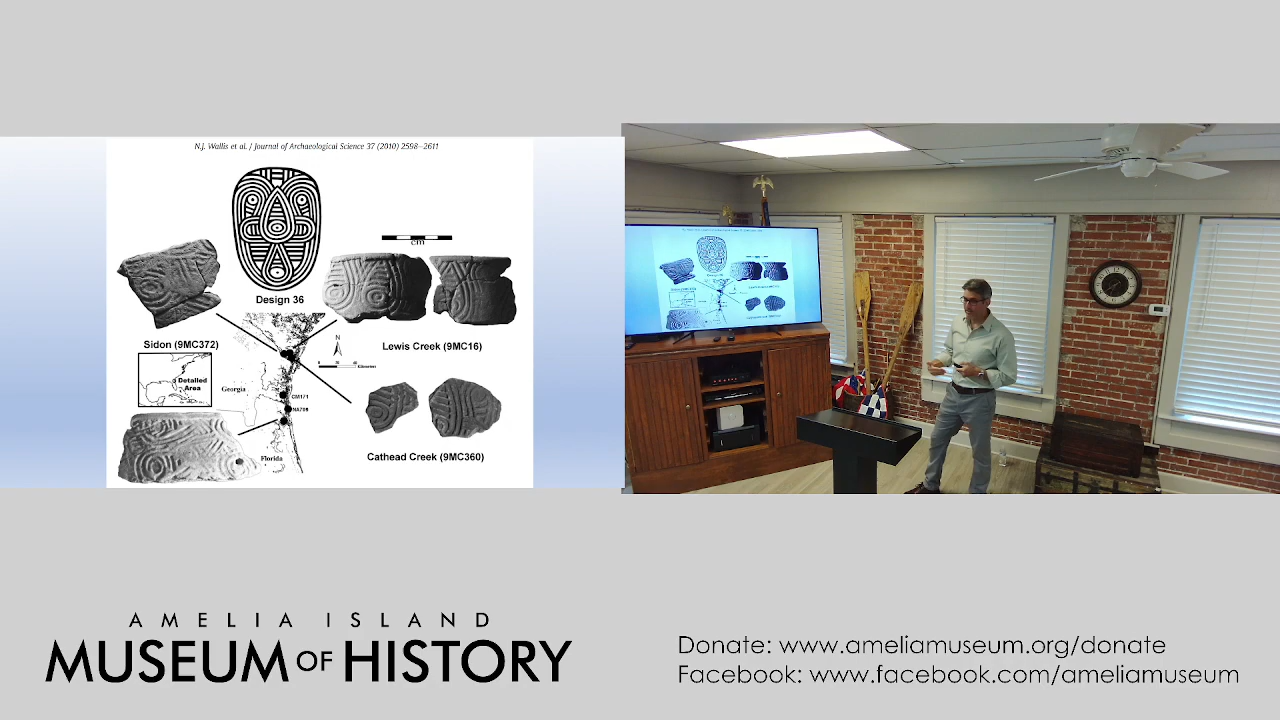 N.J. Wallis et al. / Journal of Archaeological Science 37 (2010) 2598–2611
cm
Design 36
Sidon (9MC372)
Lewis Creek (9MC16)
N
Detailed
Area
Georgia
CM171
Cathead Creek (9MC360)
Florida
AMELIA ISLAND
MUSEUM OF HISTORY
Donate: www.ameliamuseum.org/donate
Facebook: www.facebook.com/ameliamuseum